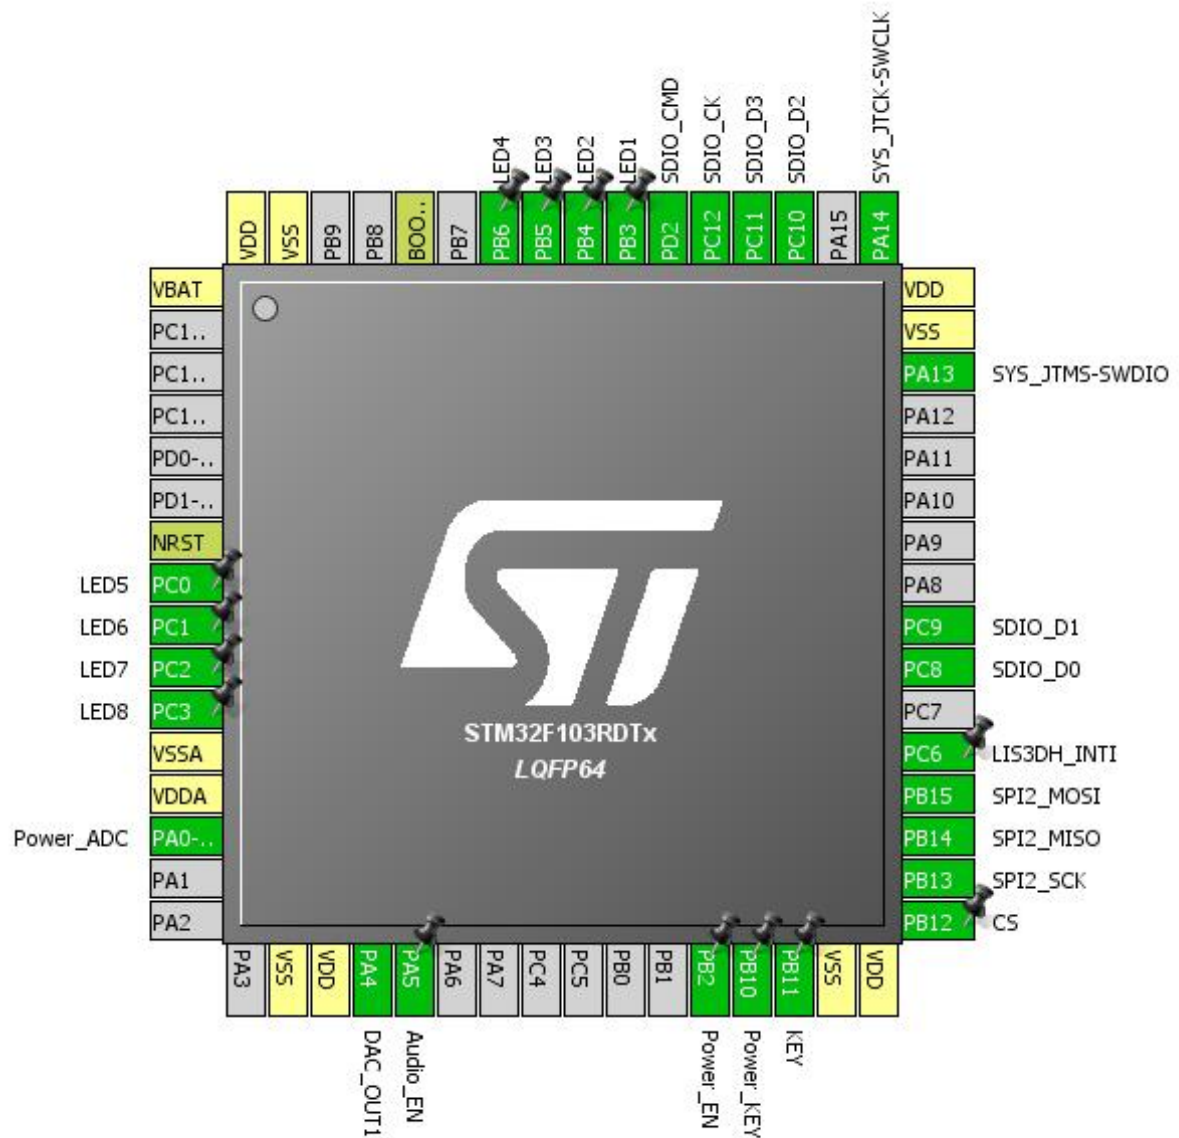 LED4
LED3
LED2
LED1
SDIO_CMD
SDIO_CK
SDIO_D3
SDIO_D2
SYS_JTCK-SWCLK
VDD
VSS
PB9
PB8
BOO..
PB7
PB6
PB5
PB4
PB3
PD2
PC12
PC11
PC10
PA15
PA14
VBAT
PC1..
PC1..
PC1..
PD0-..
PD1-..
NRST
LED5 PC0
LED6 PC1
LED7 PC2
LED8 PC3
VSSA
VDDA
Power_ADC PA0-..
PA1
PA2
STM32F103RDTx
LQFP64
VDD
VSS
PA13 SYS_JTMS-SWDIO
PA12
PA11
PA10
PA9
PA8
PC9 SDIO_D1
PC8 SDIO_D0
PC7
PC6 LIS3DH_INTI
PB15 SPI2_MOSI
PB14 SPI2_MISO
PB13 SPI2_SCK
PB12 CS
PA3
VSS
VDD
PA4
PA5
PA6
PA7
PC4
PC5
PB0
PB1
PB2
PB10
PB11
VSS
VDD
DAC_OUT1
Audio_EN
Power_EN
Power_KEY
KEY